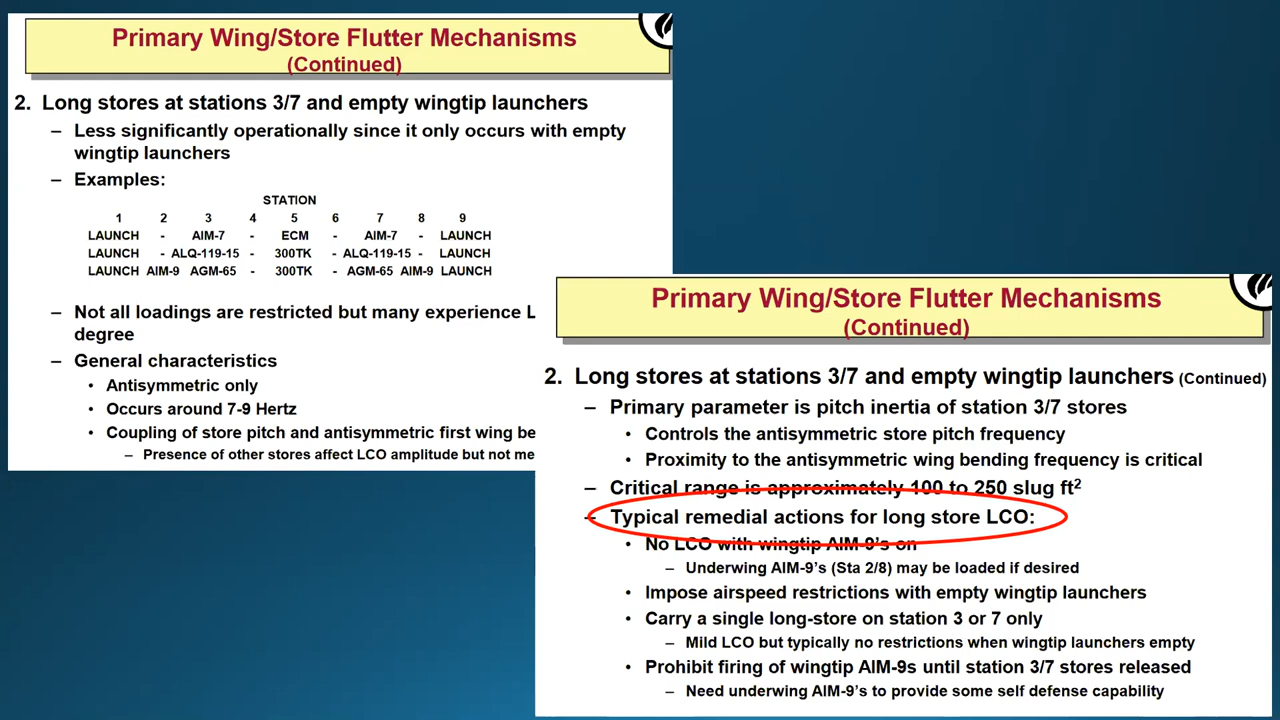 Primary Wing/Store Flutter Mechanisms
(Continued)
2. Long stores at stations 3/7 and empty wingtip launchers
– Less significantly operationally since it only occurs with empty
wingtip launchers
– Examples:
STATION
1 2 3 4 5 6 7 8 9
LAUNCH - AIM-7 - ECM - AIM-7 - LAUNCH
LAUNCH - ALQ-119-15 - 300TK - ALQ-119-15 - LAUNCH
LAUNCH AIM-9 AGM-65 - 300TK - AGM-65 AIM-9 LAUNCH
– Not all loadings are restricted but many experience L
degree
– General characteristics
• Antisymmetric only
• Occurs around 7-9 Hertz
• Coupling of store pitch and antisymmetric first wing be
– Presence of other stores affect LCO amplitude but not me
Primary Wing/Store Flutter Mechanisms
(Continued)
2. Long stores at stations 3/7 and empty wingtip launchers (Continued)
– Primary parameter is pitch inertia of station 3/7 stores
• Controls the antisymmetric store pitch frequency
• Proximity to the antisymmetric wing bending frequency is critical
– Critical range is approximately 100 to 250 slug ft²
– Typical remedial actions for long store LCO:
• No LCO with wingtip AIM-9's on
– Underwing AIM-9's (Sta 2/8) may be loaded if desired
• Impose airspeed restrictions with empty wingtip launchers
• Carry a single long-store on station 3 or 7 only
– Mild LCO but typically no restrictions when wingtip launchers empty
• Prohibit firing of wingtip AIM-9s until station 3/7 stores released
– Need underwing AIM-9's to provide some self defense capability